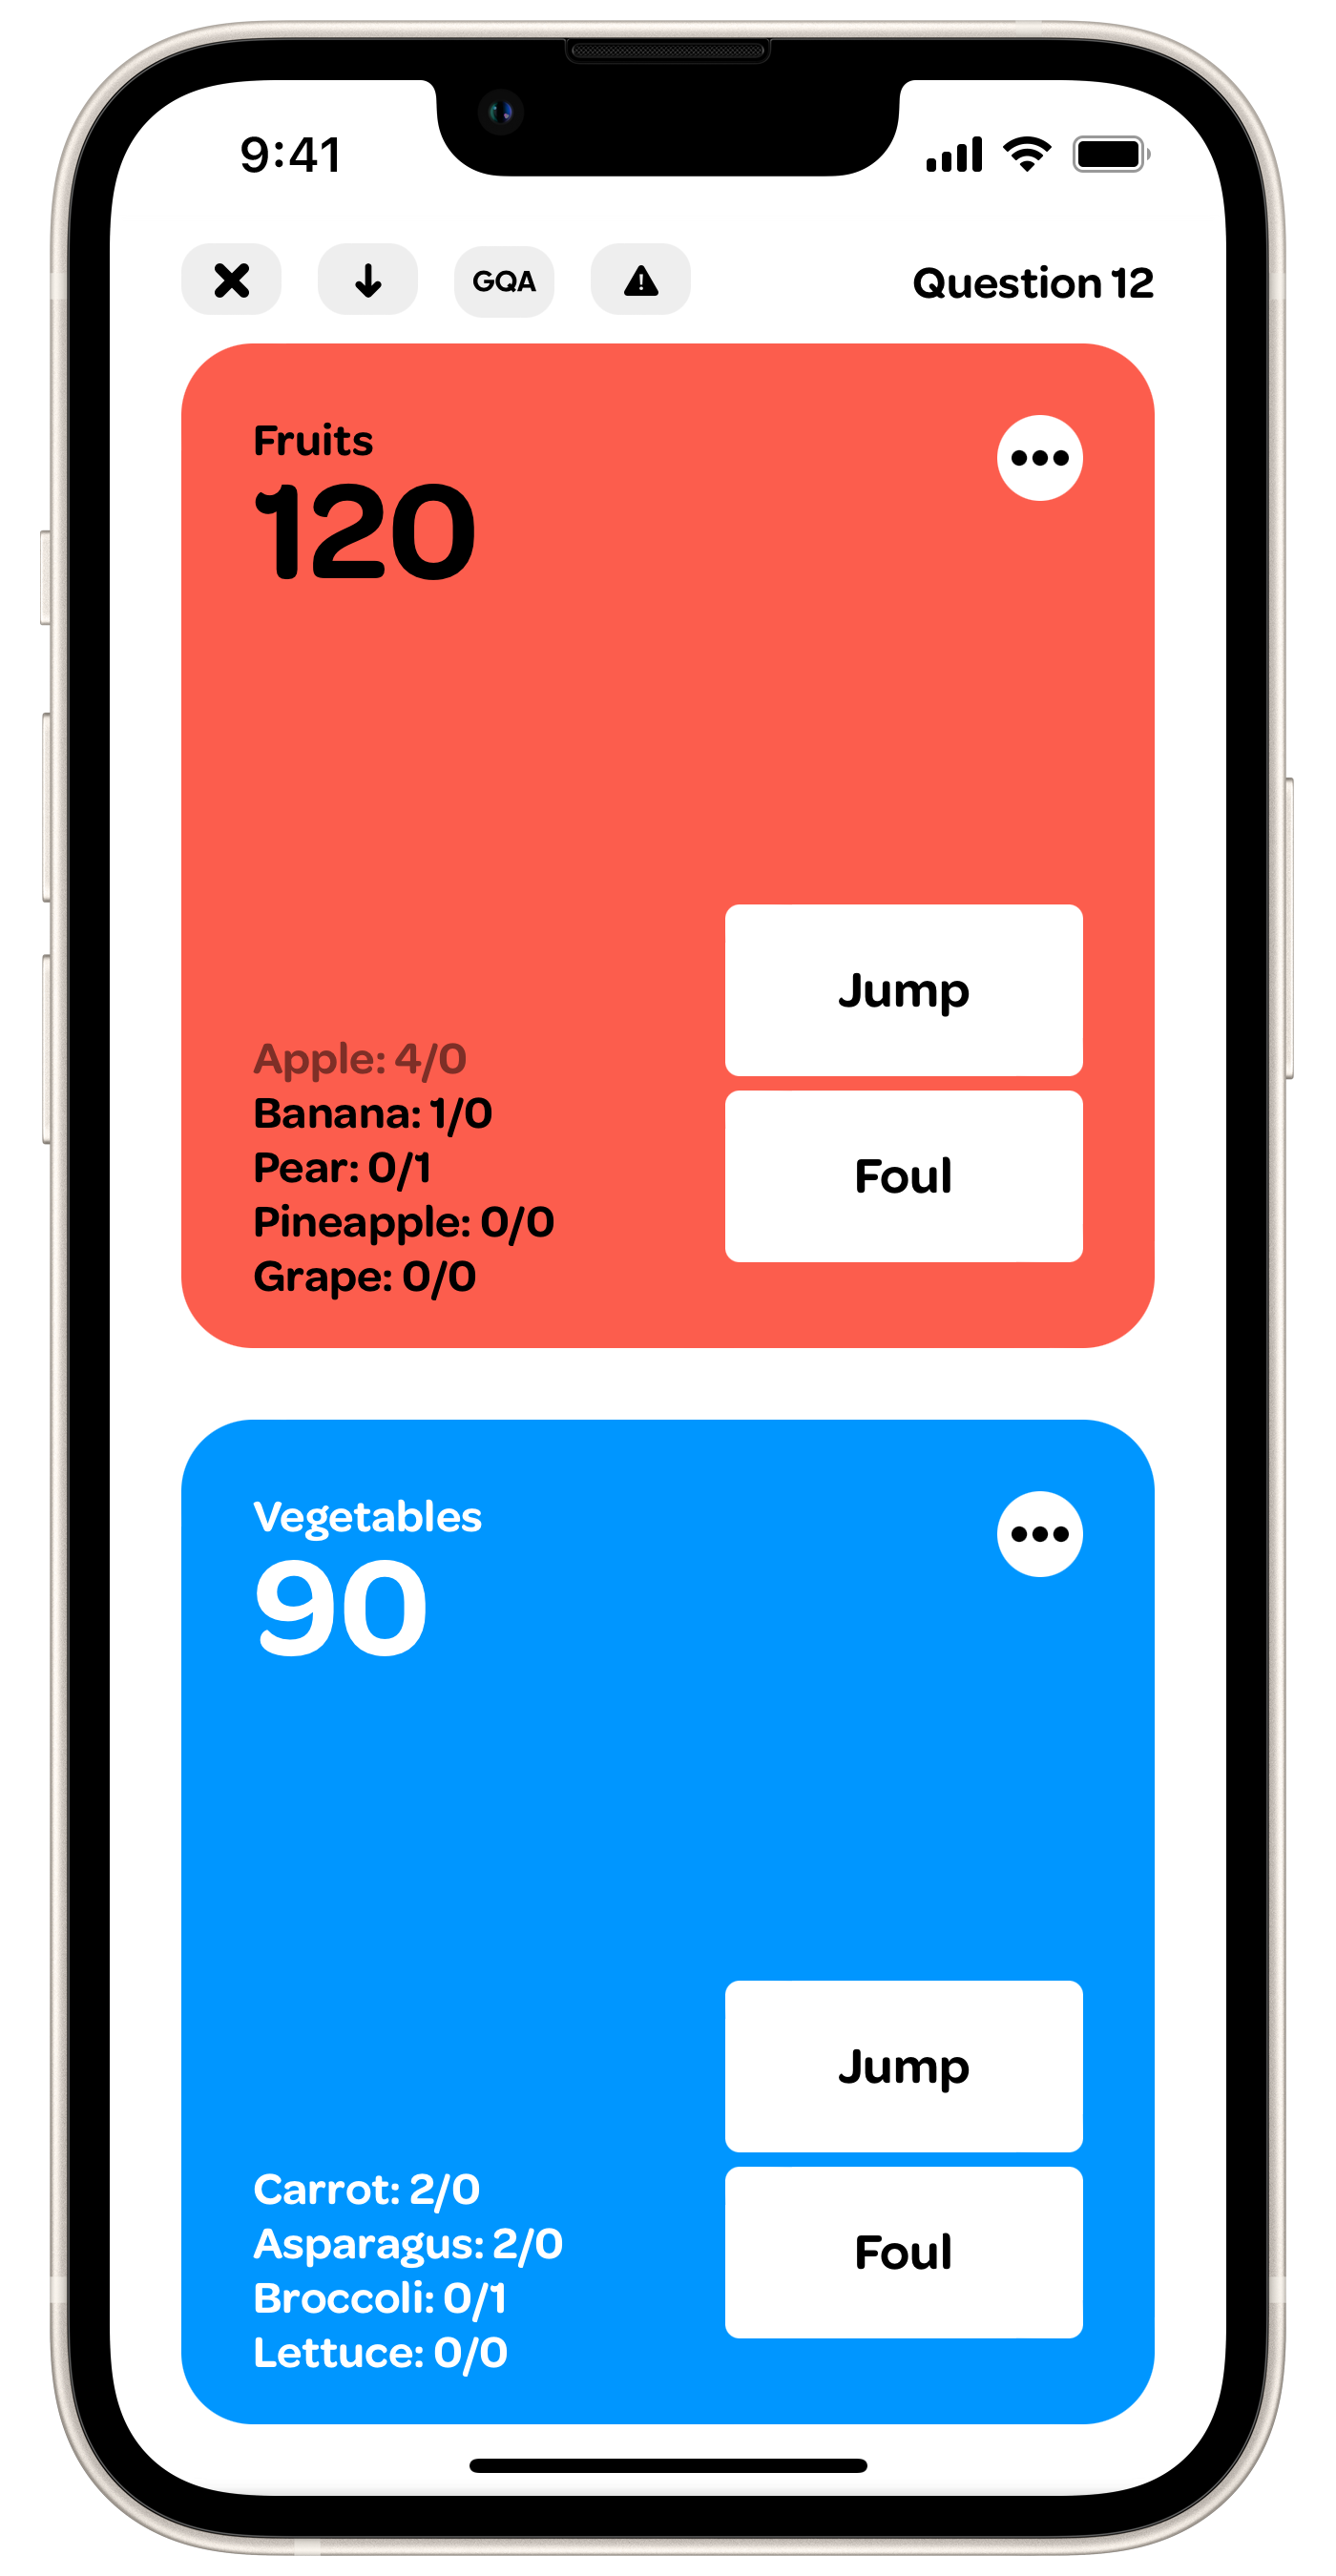 9:41
GQA
Question 12
Fruits
120
Jump
Foul
Apple: 4/0
Banana: 1/0
Pear: 0/1
Pineapple: 0/0
Grape: 0/0
Vegetables
90
Jump
Foul
Carrot: 2/0
Asparagus: 2/0
Broccoli: 0/1
Lettuce: 0/0